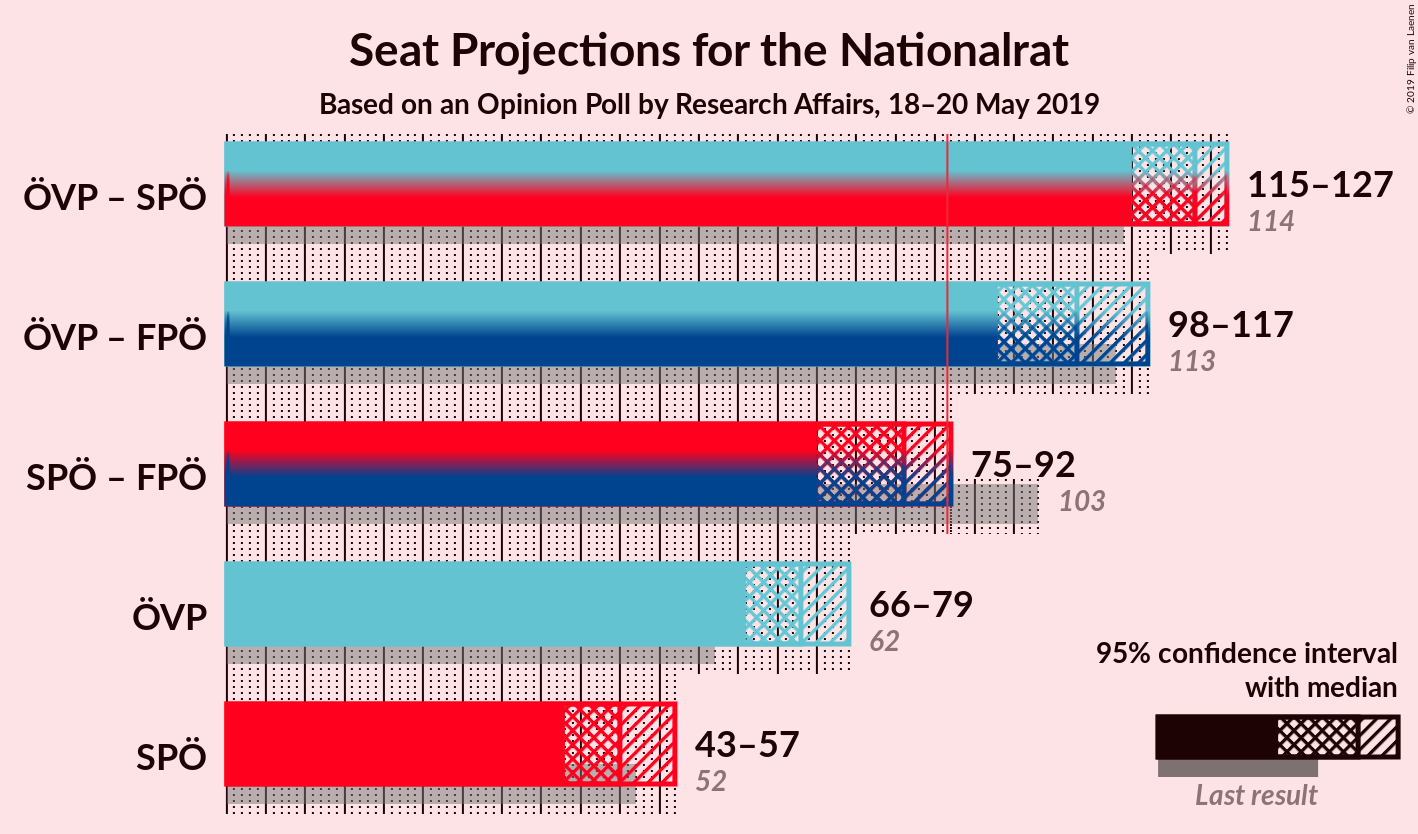 Seat Projections for the Nationalrat
Based on an Opinion Poll by Research Affairs, 18–20 May 2019
© 2019 Filip van Laenen
ÖVP – SPÖ
115–127
114
ÖVP – FPÖ
98–117
113
SPÖ – FPÖ
75–92
103
ÖVP
66–79
62
SPÖ
43–57
52
95% confidence interval
with median
Last result